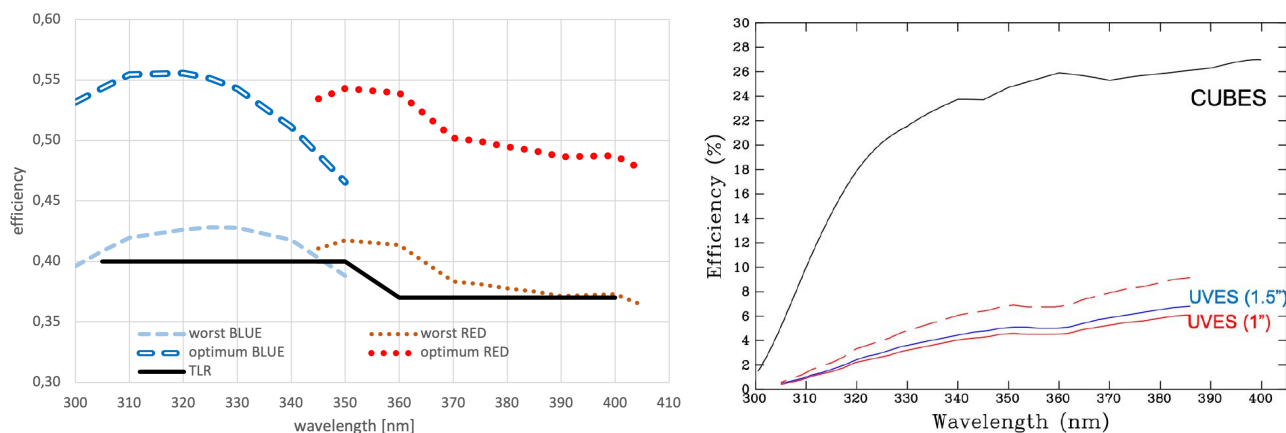 0,60
0,55
0,50
0,45
0,40
0,35
0,30
efficiency
worst BLUE
worst RED
optimum BLUE
optimum RED
TLR
300 310 320 330 340 350 360 370 380 390 400 410
wavelength [nm]
30
28
26
24
22
20
18
16
14
12
10
8
6
4
2
0
Efficiency (%)
CUBES
UVES (1.5”)
UVES (1”)
300 310 320 330 340 350 360 370 380 390 400
Wavelength (nm)